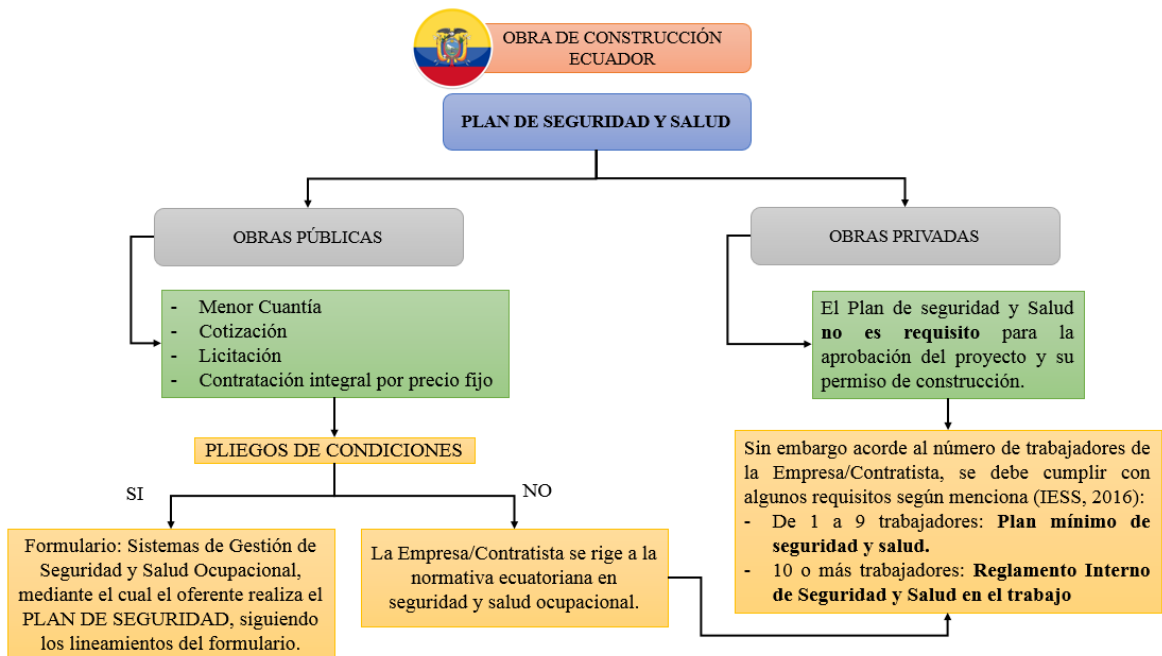 OBRA DE CONSTRUCCIÓN
ECUADOR
PLAN DE SEGURIDAD Y SALUD
OBRAS PÚBLICAS
- Menor Cuantía
- Cotización
- Licitación
- Contratación integral por precio fijo
PLIEGOS DE CONDICIONES
SI
NO
Formulario: Sistemas de Gestión de
Seguridad y Salud Ocupacional,
mediante el cual el oferente realiza el
PLAN DE SEGURIDAD, siguiendo
los lineamientos del formulario.
La Empresa/Contratista se rige a la
normativa ecuatoriana en
seguridad y salud ocupacional.
OBRAS PRIVADAS
El Plan de seguridad y Salud
no es requisito para la
aprobación del proyecto y su
permiso de construcción.
Sin embargo acorde al número de trabajadores de
la Empresa/Contratista, se debe cumplir con
algunos requisitos según menciona (IESS, 2016):
- De 1 a 9 trabajadores: Plan mínimo de
seguridad y salud.
- 10 o más trabajadores: Reglamento Interno
de Seguridad y Salud en el trabajo